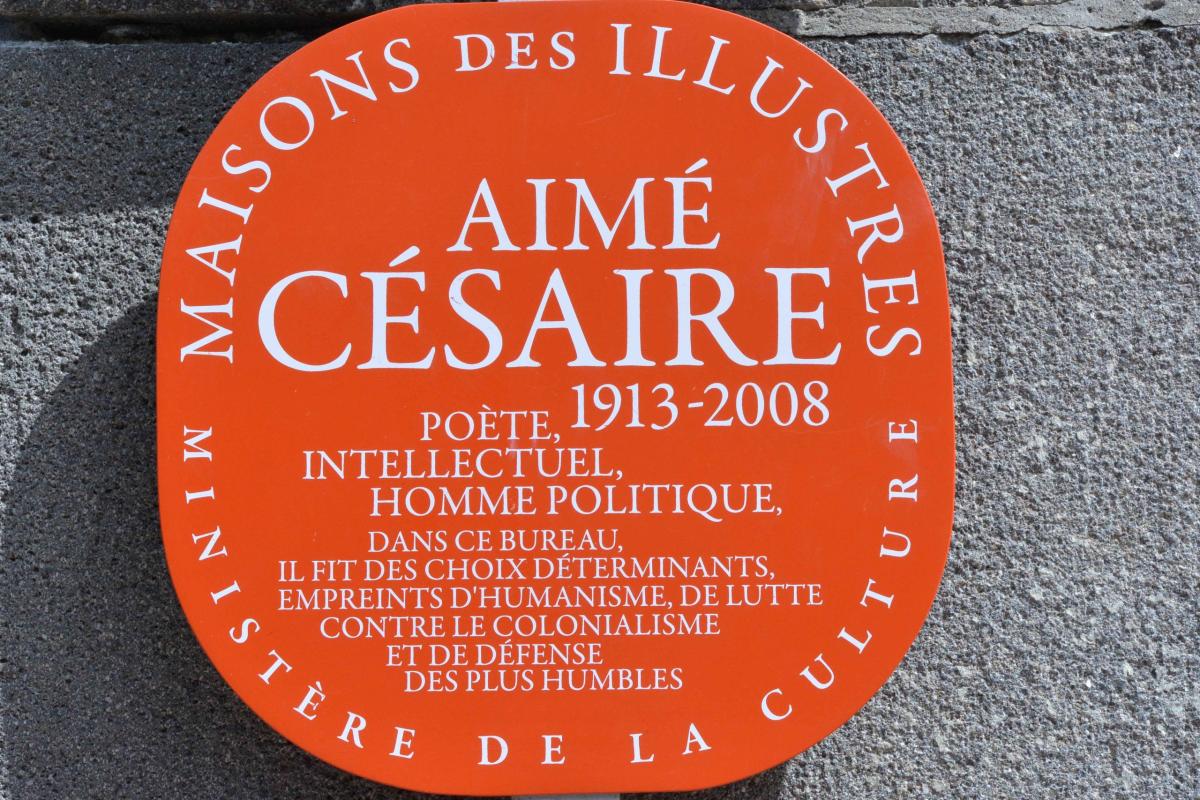 MAISONS DES ILLUSTRES
AIMÉ
CÉSAIRE
1913-2008
POÈTE,
INTELLECTUEL,
HOMME POLITIQUE,
DANS CE BUREAU,
IL FIT DES CHOIX DÉTERMINANTS,
EMPREINTS D'HUMANISME, DE LUTTE
CONTRE LE COLONIALISME
ET DE DÉFENSE
DES PLUS HUMBLES
MINISTÈRE DE LA CULTURE